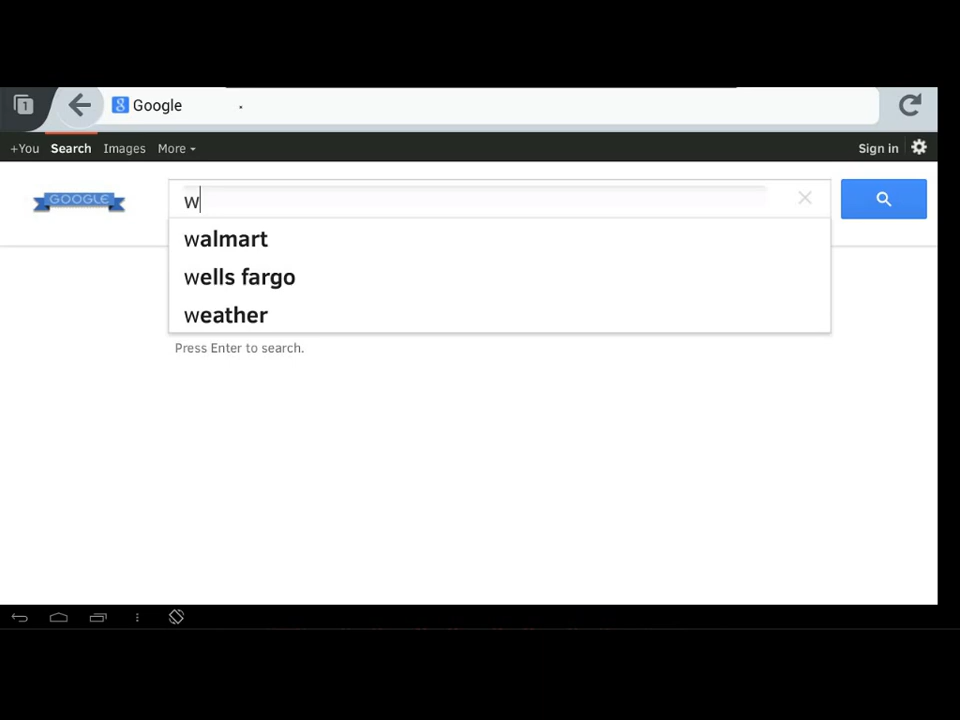 1 Google
+You Search Images More Sign in
GOOGLE w
walmart
wells fargo
weather
Press Enter to search.